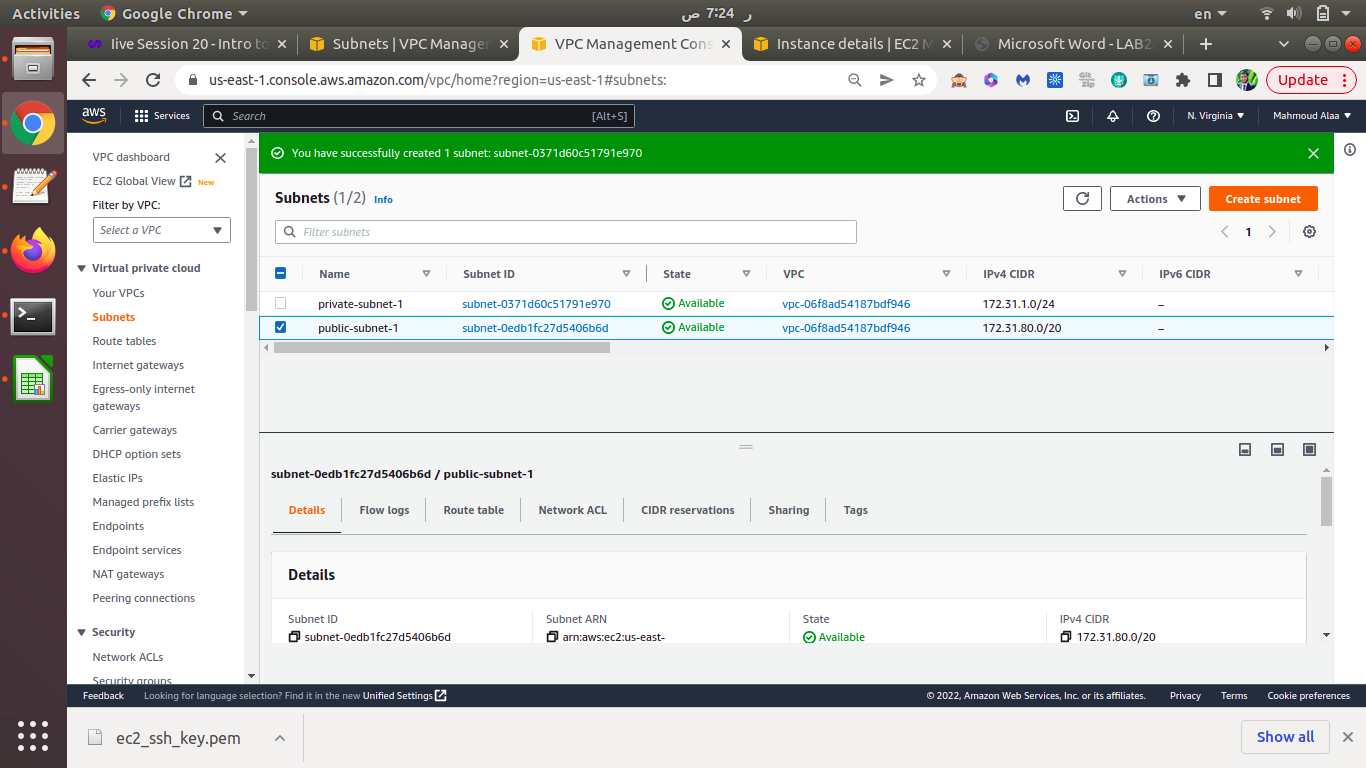 Activities Google Chrome ر 7:24 ص en
live Session 20 - Intro to Subnets | VPC Manager VPC Management Cons Instance details | EC2 M Microsoft Word - LAB2
us-east-1.console.aws.amazon.com/vpc/home?region=us-east-1#subnets: Update
aws Services Search [Alt+S] N. Virginia Mahmoud Alaa
VPC dashboard
EC2 Global View New
Filter by VPC:
Select a VPC
Virtual private cloud
Your VPCs
Subnets
Route tables
Internet gateways
Egress-only internet
gateways
Carrier gateways
DHCP option sets
Elastic IPs
Managed prefix lists
Endpoints
Endpoint services
NAT gateways
Peering connections
Security
Network ACLs
Security groups
You have successfully created 1 subnet: subnet-0371d60c51791e970
Subnets (1/2) Info Actions Create subnet
Filter subnets 1
Name Subnet ID State VPC IPv4 CIDR IPv6 CIDR
private-subnet-1 subnet-0371d60c51791e970 Available vpc-06f8ad54187bdf946 172.31.1.0/24 –
public-subnet-1 subnet-0edb1fc27d5406b6d Available vpc-06f8ad54187bdf946 172.31.80.0/20 –
subnet-0edb1fc27d5406b6d / public-subnet-1
Details Flow logs Route table Network ACL CIDR reservations Sharing Tags
Details
Subnet ID Subnet ARN State IPv4 CIDR
subnet-0edb1fc27d5406b6d arn:aws:ec2:us-east- Available 172.31.80.0/20
Feedback Looking for language selection? Find it in the new Unified Settings © 2022, Amazon Web Services, Inc. or its affiliates. Privacy Terms Cookie preferences
ec2_ssh_key.pem Show all